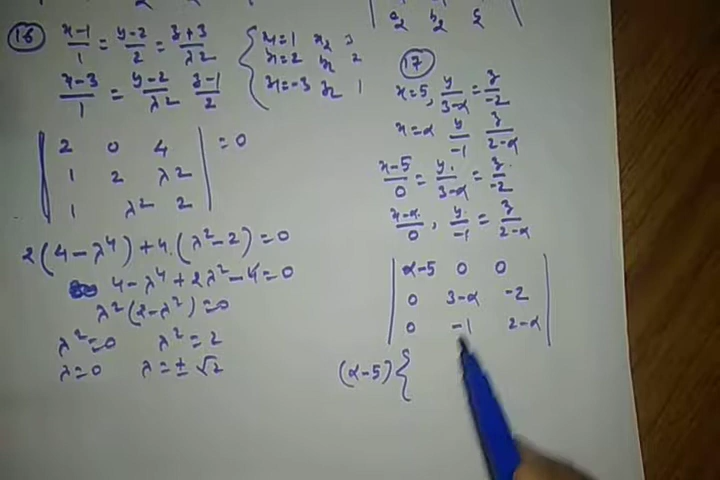 a₂ b₂ c₂
(16) x-1/1 = y-2/2 = z+3/λ² { x₁=1 x₂ 3
x-3/1 = y-2/λ² z-1/2 y₁=2 y₂ 2
z₁=-3 z₂ 1
| 2 0 4 | = 0
1 2 λ²
1 λ² 2
2(4-λ⁴)+4(λ²-2)=0
4-λ⁴+2λ²-4=0
λ²(2-λ²)=0
λ²=0 λ²=2
λ=0 λ=±√2
(17)
x=5, y/3-α = z/-2
x=α y/-1 z/2-α
x-5/0 = y/3-α = z/-2
x-α/0, y/-1 = z/2-α
| α-5 0 0 |
0 3-α -2
0 -1 2-α
(α-5){